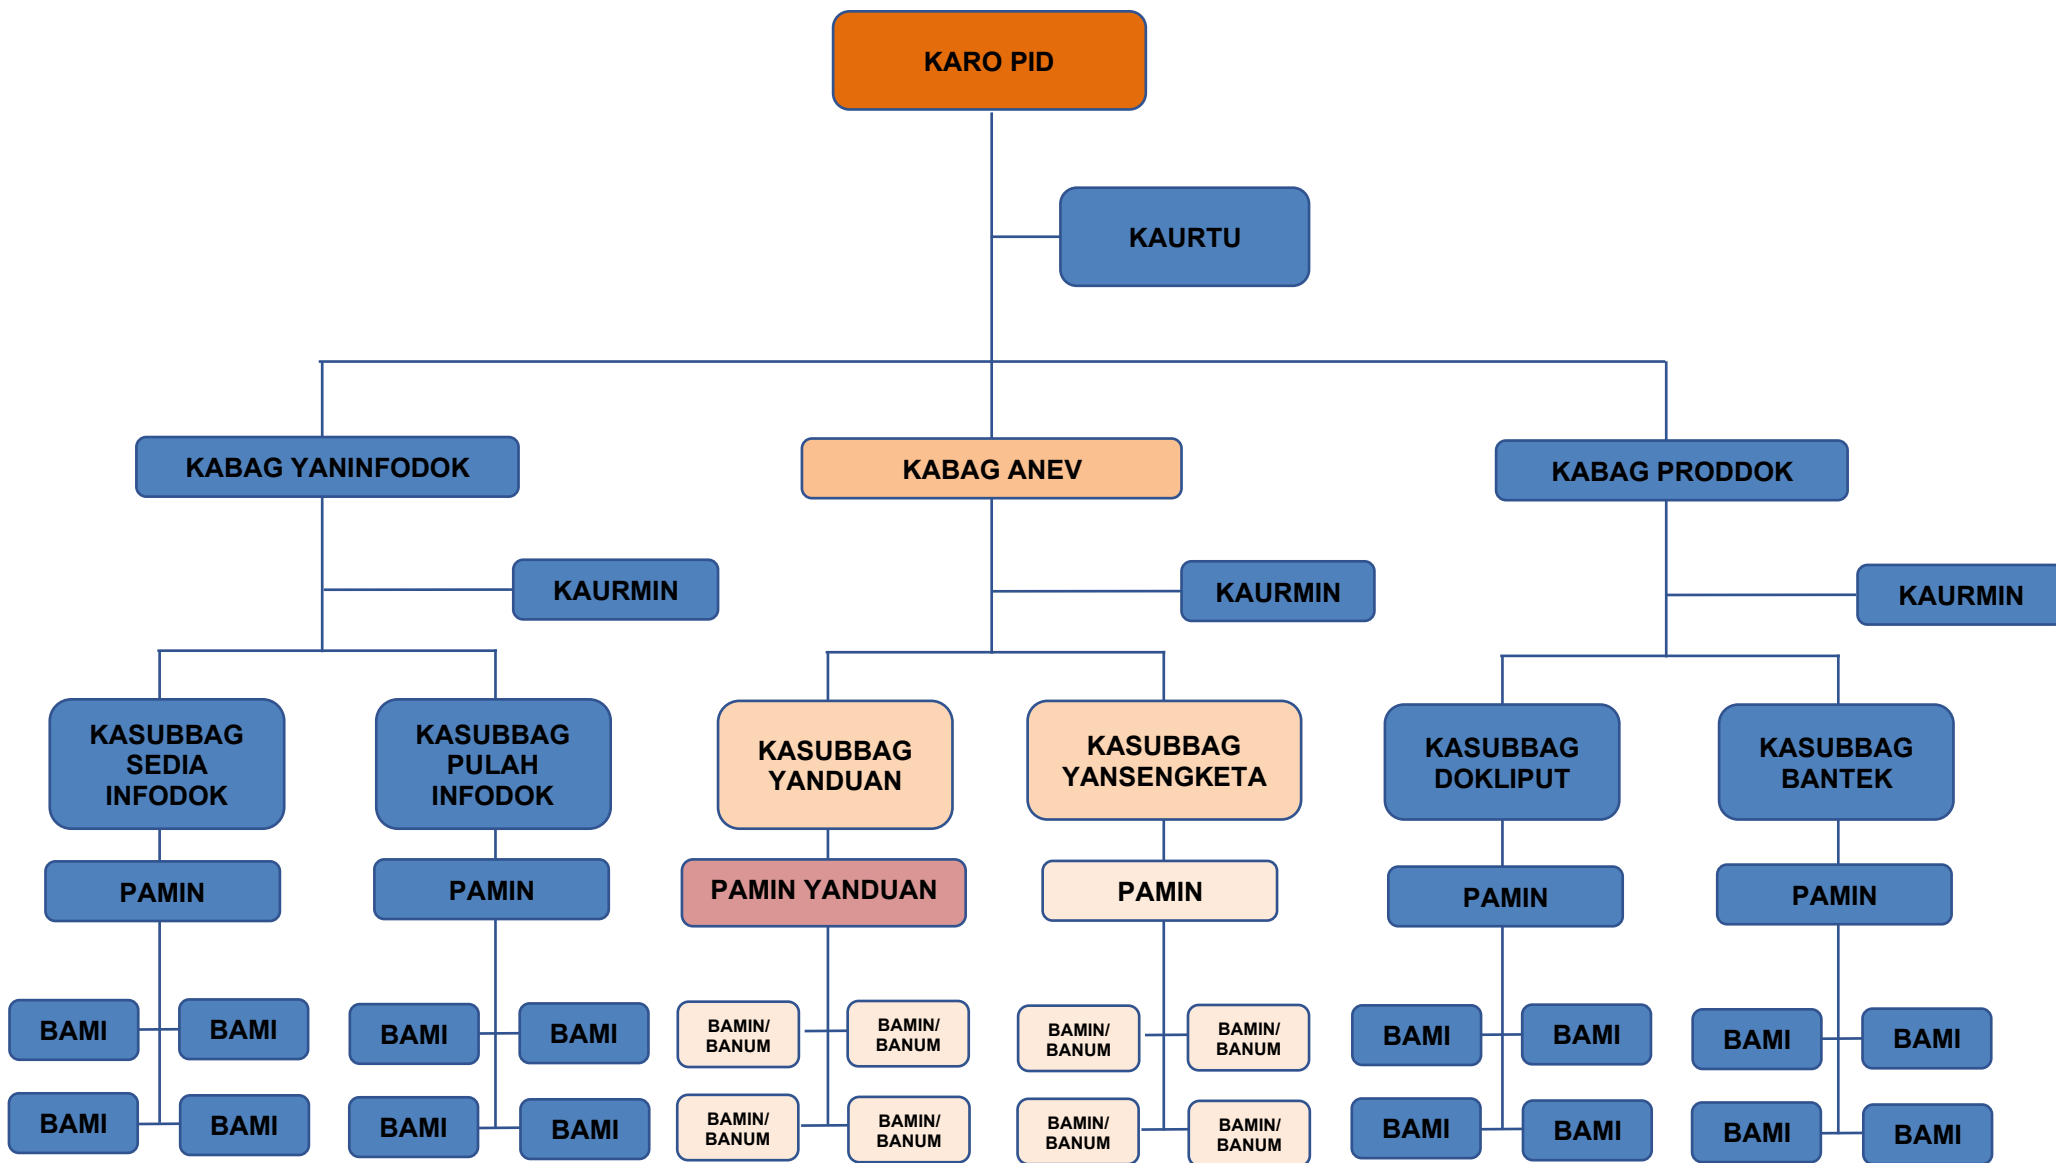 KARO PID
KAURTU
KABAG YANINFODOK
KABAG ANEV
KABAG PRODDOK
KAURMIN
KAURMIN
KAURMIN
KASUBBAG
SEDIA
INFODOK
KASUBBAG
PULAH
INFODOK
KASUBBAG
YANDUAN
KASUBBAG
YANSENGKETA
KASUBBAG
DOKLIPUT
KASUBBAG
BANTEK
PAMIN
PAMIN
PAMIN YANDUAN
PAMIN
PAMIN
PAMIN
BAMI
BAMI
BAMI
BAMI
BAMIN/
BANUM
BAMIN/
BANUM
BAMIN/
BANUM
BAMIN/
BANUM
BAMI
BAMI
BAMI
BAMI
BAMI
BAMI
BAMI
BAMI
BAMIN/
BANUM
BAMIN/
BANUM
BAMIN/
BANUM
BAMIN/
BANUM
BAMI
BAMI
BAMI
BAMI